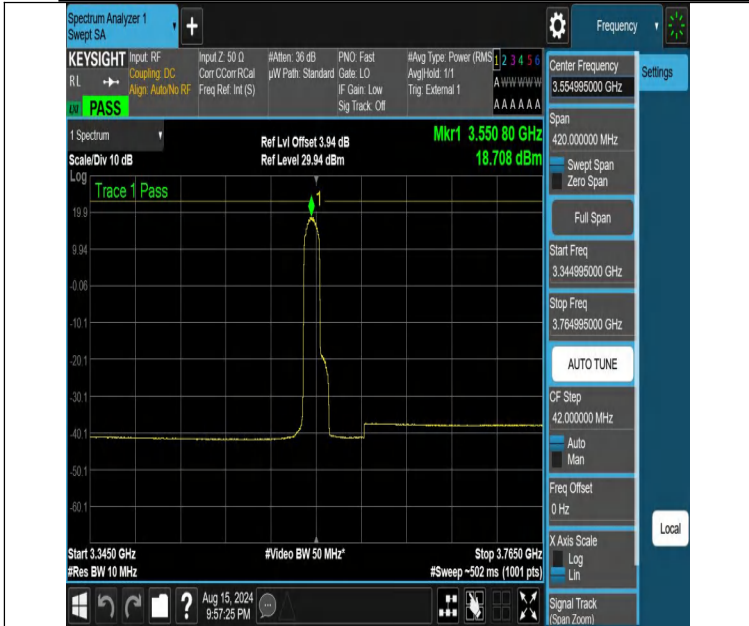 Spectrum Analyzer 1
Swept SA
+
Frequency
KEYSIGHT
RL
PASS
Input: RF
Coupling: DC
Align: Auto/No RF
Input Z: 50 Ω
Corr CCorr RCal
Freq Ref: Int (S)
#Atten: 36 dB
µW Path: Standard
PNO: Fast
Gate: LO
IF Gain: Low
Sig Track: Off
#Avg Type: Power (RMS
Avg|Hold: 1/1
Trig: External 1
1 2 3 4 5 6
A W W W W W
A A A A A A
1 Spectrum
Scale/Div 10 dB
Ref Lvl Offset 3.94 dB
Ref Level 29.94 dBm
Mkr1 3.550 80 GHz
18.708 dBm
Log
Trace 1 Pass
1
19.9
9.94
-0.06
-10.1
-20.1
-30.1
-40.1
-50.1
-60.1
Start 3.3450 GHz
#Res BW 10 MHz
#Video BW 50 MHz*
Stop 3.7650 GHz
#Sweep ~502 ms (1001 pts)
Aug 15, 2024
9:57:25 PM
?
Center Frequency
3.554995000 GHz
Settings
Span
420.000000 MHz
Swept Span
Zero Span
Full Span
Start Freq
3.344995000 GHz
Stop Freq
3.764995000 GHz
AUTO TUNE
CF Step
42.000000 MHz
Auto
Man
Freq Offset
0 Hz
X Axis Scale
Log
Lin
Local
Signal Track
(Span Zoom)